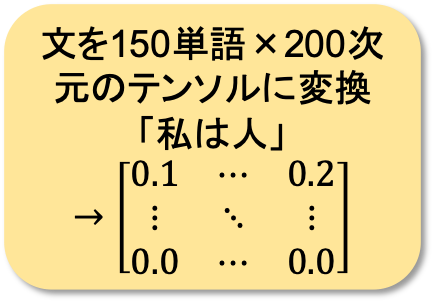 文を150単語×200次
元のテンソルに変換
「私は人」
→ [0.1 ⋯ 0.2
⋮ ⋱ ⋮
0.0 ⋯ 0.0]